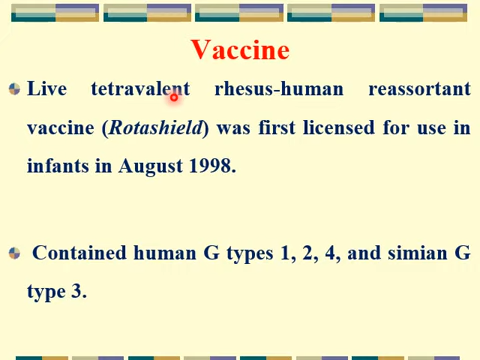 Vaccine
Live tetravalent rhesus-human reassortant
vaccine (Rotashield) was first licensed for use in
infants in August 1998.
Contained human G types 1, 2, 4, and simian G
type 3.